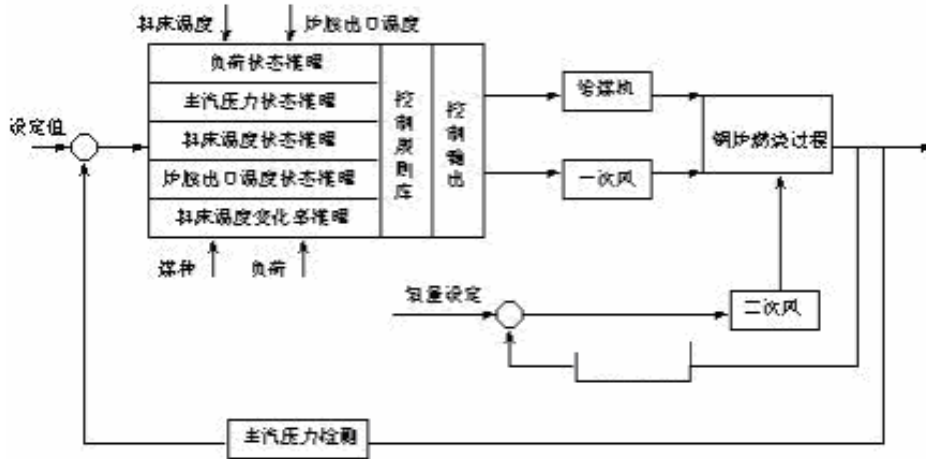 料床温度
炉膛出口温度
负荷状态推理
主汽压力状态推理
料床温度状态推理
炉膛出口温度状态推理
料床温度变化率推理
控制规则库
控制输出
设定值
给煤机
一次风
锅炉燃烧过程
煤种
负荷
氧量设定
二次风
主汽压力检测